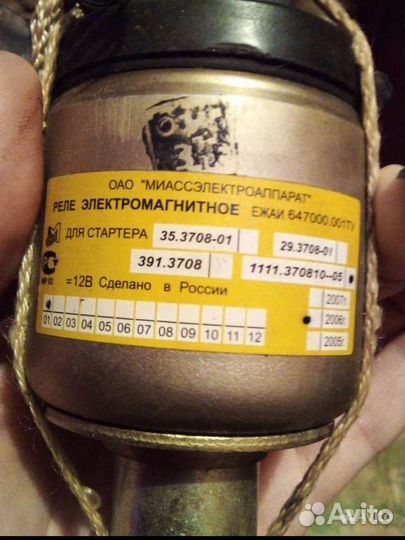 ОАО "МИАССЭЛЕКТРОАППАРАТ"
РЕЛЕ ЭЛЕКТРОМАГНИТНОЕ ЕЖАИ.647000.001ТУ
ДЛЯ СТАРТЕРА 35.3708-01 29.3708-01
391.3708 1111.370810-05
МР 03 =12В Сделано в России
2007г.
2006г.
01 02 03 04 05 06 07 08 09 10 11 12 2005г.
Avito